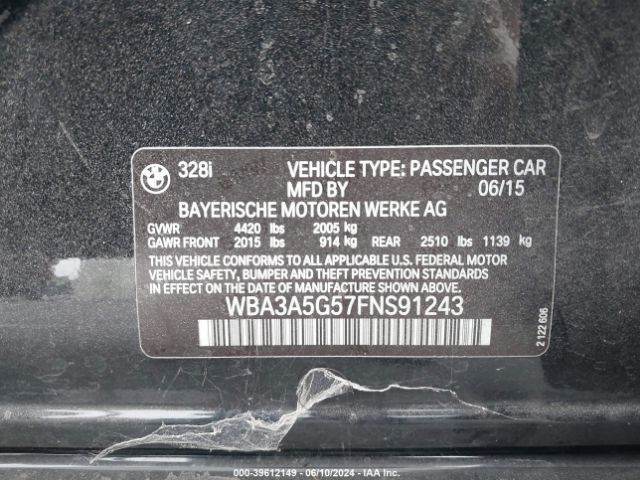 328i VEHICLE TYPE: PASSENGER CAR
MFD BY 06/15
BAYERISCHE MOTOREN WERKE AG
GVWR 4420 lbs 2005 kg
GAWR FRONT 2015 lbs 914 kg REAR 2510 lbs 1139 kg
THIS VEHICLE CONFORMS TO ALL APPLICABLE U.S. FEDERAL MOTOR
VEHICLE SAFETY, BUMPER AND THEFT PREVENTION STANDARDS
IN EFFECT ON THE DATE OF MANUFACTURE SHOWN ABOVE.
WBA3A5G57FNS91243
2 122 606
000-39612149 - 06/10/2024 - IAA Inc.